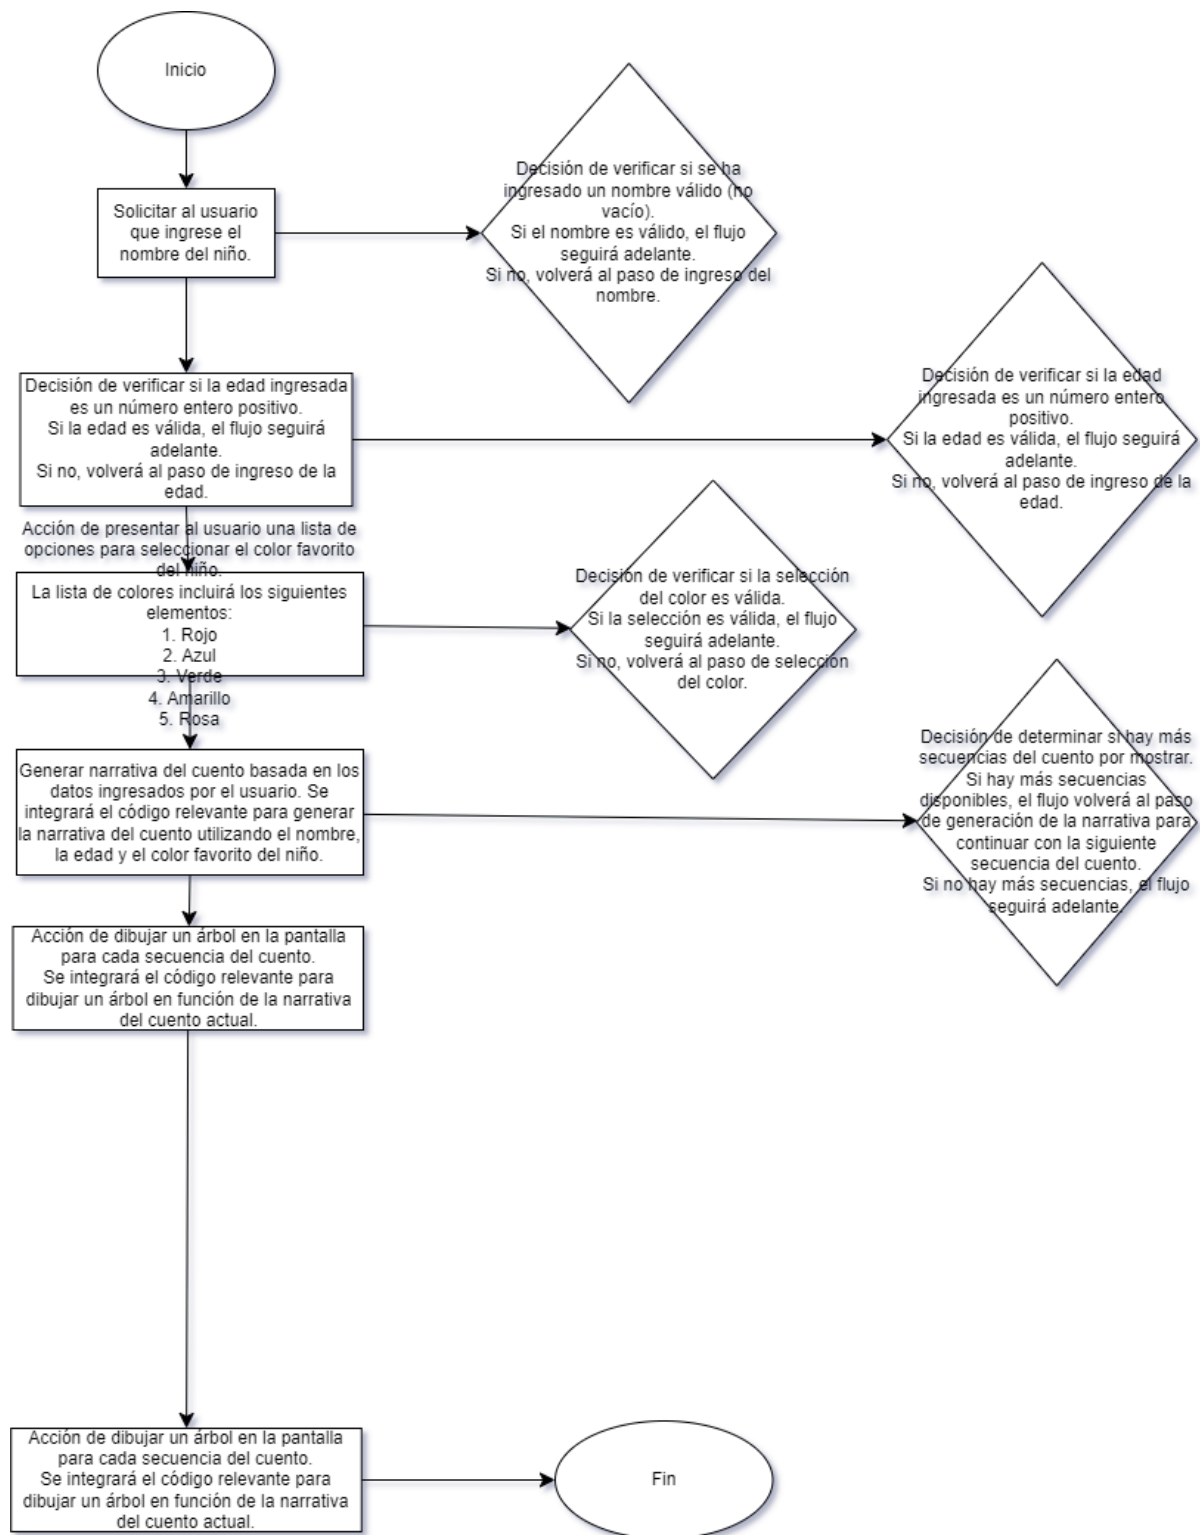 Inicio
Solicitar al usuario
que ingrese el
nombre del niño.
Decisión de verificar si se ha
ingresado un nombre válido (no
vacío).
Si el nombre es válido, el flujo
seguirá adelante.
Si no, volverá al paso de ingreso del
nombre.
Decisión de verificar si la edad ingresada
es un número entero positivo.
Si la edad es válida, el flujo seguirá
adelante.
Si no, volverá al paso de ingreso de la
edad.
Decisión de verificar si la edad
ingresada es un número entero
positivo.
Si la edad es válida, el flujo seguirá
adelante.
Si no, volverá al paso de ingreso de la
edad.
Acción de presentar al usuario una lista de
opciones para seleccionar el color favorito
del niño.
La lista de colores incluirá los siguientes
elementos:
1. Rojo
2. Azul
3. Verde
4. Amarillo
5. Rosa
Decisión de verificar si la selección
del color es válida.
Si la selección es válida, el flujo
seguirá adelante.
Si no, volverá al paso de selección
del color.
Generar narrativa del cuento basada en los
datos ingresados por el usuario. Se
integrará el código relevante para generar
la narrativa del cuento utilizando el nombre,
la edad y el color favorito del niño.
Decisión de determinar si hay más
secuencias del cuento por mostrar.
Si hay más secuencias
disponibles, el flujo volverá al paso
de generación de la narrativa para
continuar con la siguiente
secuencia del cuento.
Si no hay más secuencias, el flujo
seguirá adelante.
Acción de dibujar un árbol en la pantalla
para cada secuencia del cuento.
Se integrará el código relevante para
dibujar un árbol en función de la narrativa
del cuento actual.
Acción de dibujar un árbol en la pantalla
para cada secuencia del cuento.
Se integrará el código relevante para
dibujar un árbol en función de la narrativa
del cuento actual.
Fin